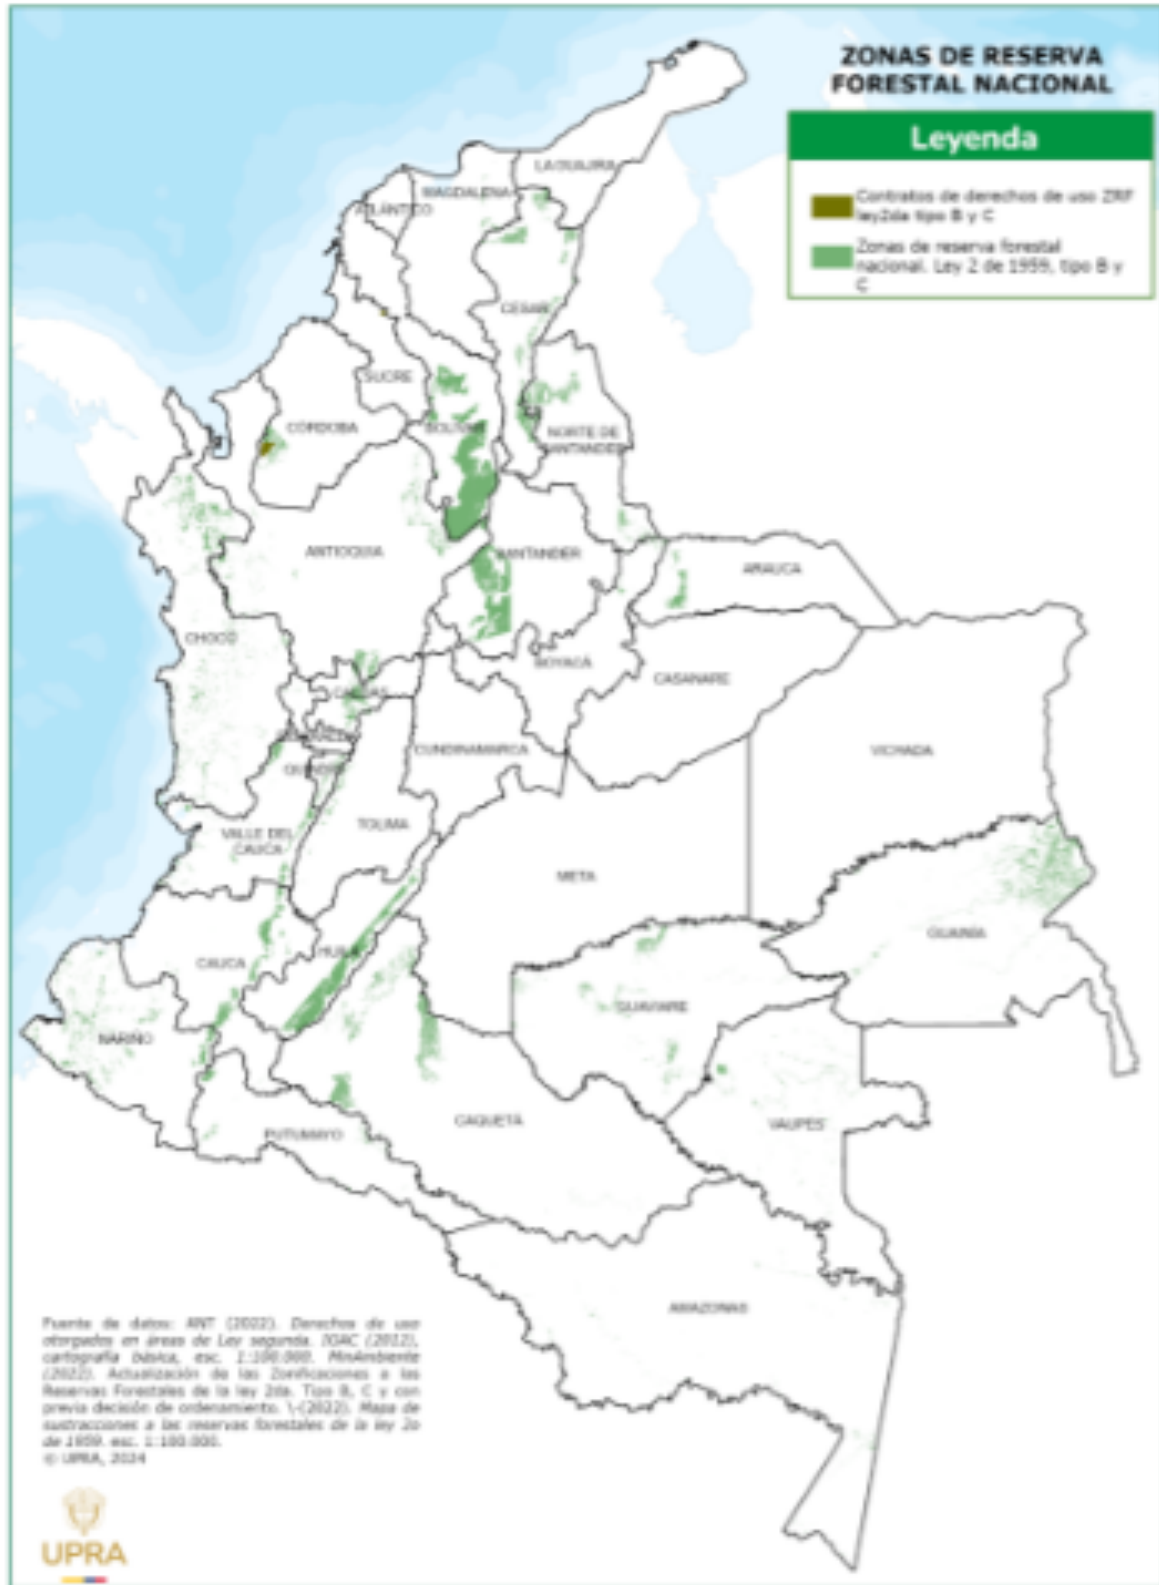 ZONAS DE RESERVA
FORESTAL NACIONAL
Leyenda
Contratos de derechos de uso ZRF
ley2da tipo B y C
Zonas de reserva forestal
nacional. Ley 2 de 1959, tipo B y
C
LA GUAJIRA
MAGDALENA
ATLÁNTICO
CESAR
SUCRE
CÓRDOBA
BOLÍVAR
NORTE DE
SANTANDER
ANTIOQUIA
SANTANDER
ARAUCA
CHOCÓ
BOYACÁ
CASANARE
CALDAS
RISARALDA
CUNDINAMARCA
VICHADA
QUINDÍO
VALLE DEL
CAUCA
TOLIMA
META
CAUCA
HUILA
GUAINÍA
GUAVIARE
NARIÑO
CAQUETÁ
VAUPÉS
PUTUMAYO
AMAZONAS
Fuente de datos: ANT (2022). Derechos de uso
otorgados en áreas de Ley segunda. IGAC (2012),
cartografía básica, esc. 1:100.000. MinAmbiente
(2022). Actualización de las Zonificaciones a las
Reservas Forestales de la ley 2da. Tipo B, C y con
previa decisión de ordenamiento. \-(2022). Mapa de
sustracciones a las reservas forestales de la ley 2a
de 1959. esc. 1:100.000.
© UPRA, 2024
UPRA